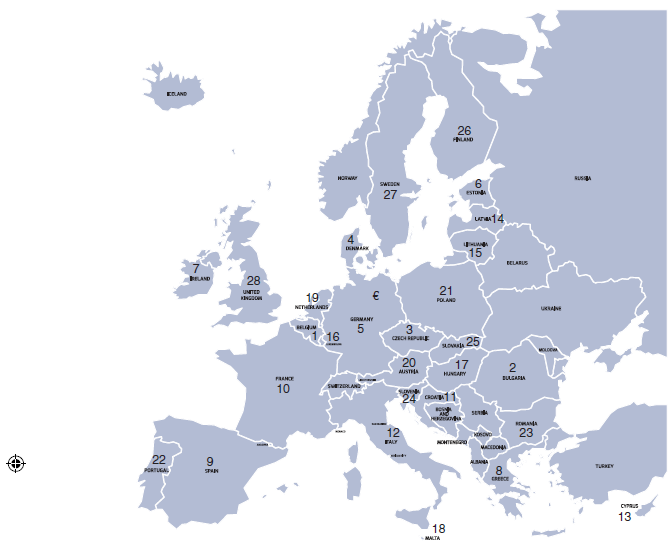 ICELAND
26
FINLAND
NORWAY
SWEDEN
27
RUSSIA
6
ESTONIA
LATVIA 14
LITHUANIA
15
4
DENMARK
BELARUS
7
IRELAND
28
UNITED
KINGDOM
19
NETHERLANDS
€
21
POLAND
UKRAINE
GERMANY
5
BELGIUM
1
16
3
CZECH REPUBLIC
SLOVAKIA 25
MOLDOVA
20
AUSTRIA
17
HUNGARY
2
BULGARIA
FRANCE
10
SWITZERLAND
SLOVENIA
24
CROATIA 11
BOSNIA
AND
HERZEGOVINA
SERBIA
ROMANIA
23
12
ITALY
MONTENEGRO
KOSOVO
MACEDONIA
ALBANIA
8
GREECE
22
PORTUGAL
9
SPAIN
TURKEY
CYPRUS
13
18
MALTA